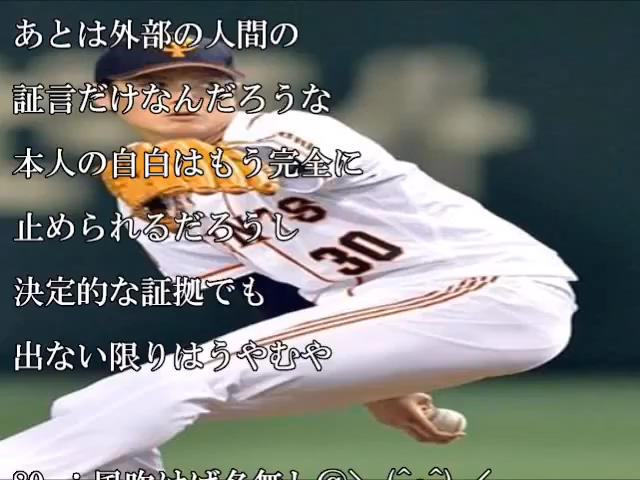 あとは外部の人間の
証言だけなんだろうな
本人の自白はもう完全に
止められるだろうし
決定的な証拠でも
出ない限りはうやむや
30